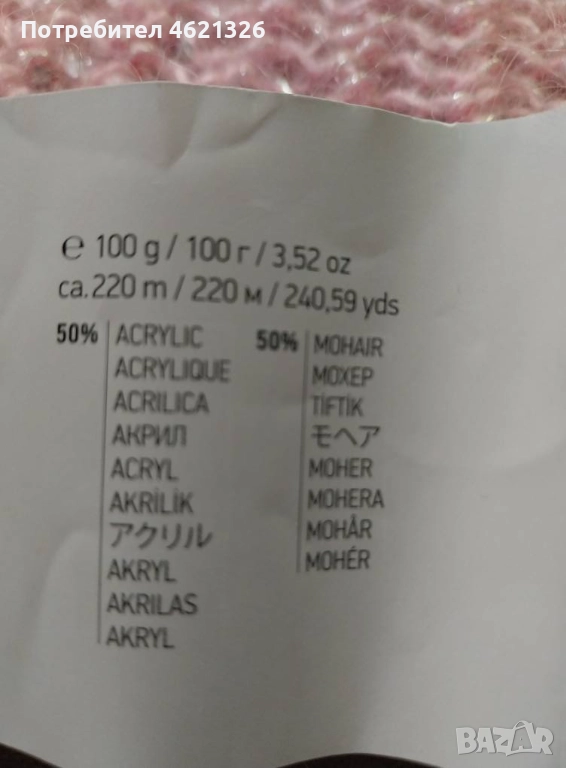 Потребител 4621326
℮ 100 g / 100 г / 3,52 oz
ca.220 m / 220 м / 240,59 yds
50% ACRYLIC
ACRYLIQUE
ACRILICA
АКРИЛ
ACRYL
AKRİLİK
アクリル
AKRYL
AKRILAS
AKRYL
50% MOHAIR
МОХЕР
TİFTİK
モヘア
MOHER
MOHERA
MOHÅR
MOHÉR
BAZAR